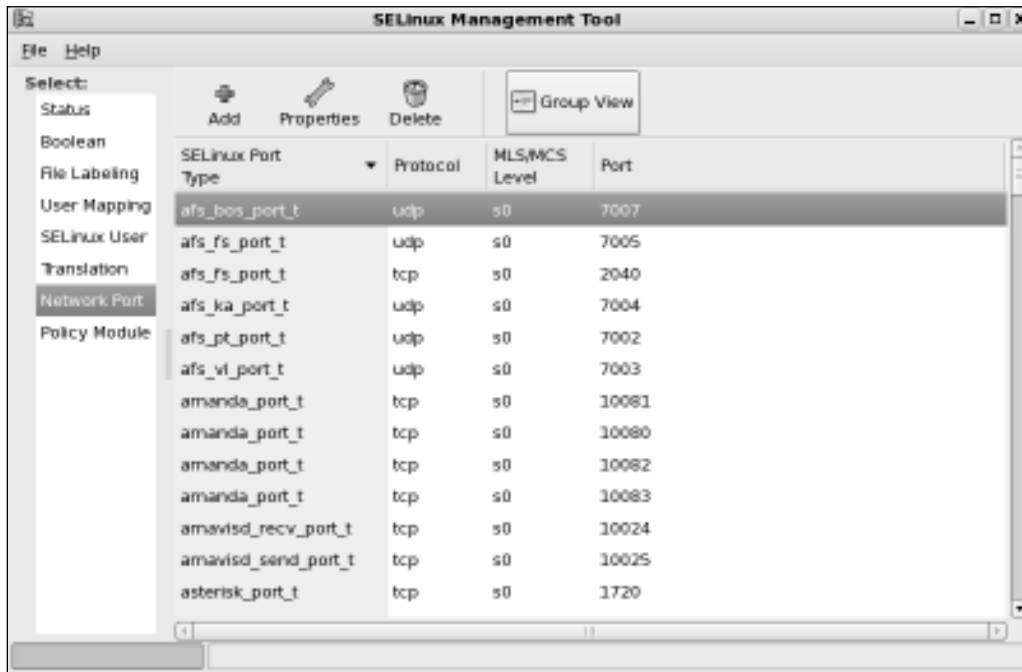 SELinux Management Tool
File Help
Select:
Status
Boolean
File Labeling
User Mapping
SELinux User
Translation
Network Port
Policy Module
Add Properties Delete Group View
SELinux Port Type Protocol MLS/MCS Level Port
afs_bos_port_t udp s0 7007
afs_fs_port_t udp s0 7005
afs_fs_port_t tcp s0 2040
afs_ka_port_t udp s0 7004
afs_pt_port_t udp s0 7002
afs_vl_port_t udp s0 7003
amanda_port_t tcp s0 10081
amanda_port_t tcp s0 10080
amanda_port_t tcp s0 10082
amanda_port_t tcp s0 10083
amavisd_recv_port_t tcp s0 10024
amavisd_send_port_t tcp s0 10025
asterisk_port_t tcp s0 1720